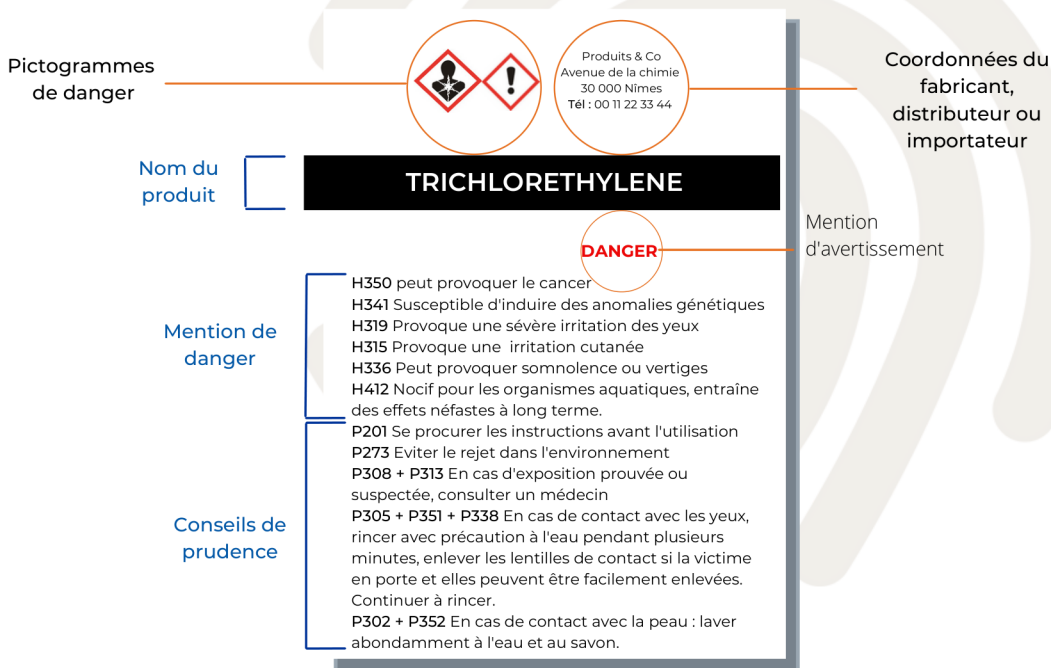 Pictogrammes
de danger
Produits & Co
Avenue de la chimie
30 000 Nîmes
Tél : 00 11 22 33 44
Coordonnées du
fabricant,
distributeur ou
importateur
Nom du
produit
TRICHLORETHYLENE
DANGER
Mention
d'avertissement
Mention de
danger
H350 peut provoquer le cancer
H341 Susceptible d'induire des anomalies génétiques
H319 Provoque une sévère irritation des yeux
H315 Provoque une  irritation cutanée
H336 Peut provoquer somnolence ou vertiges
H412 Nocif pour les organismes aquatiques, entraîne
des effets néfastes à long terme.
Conseils de
prudence
P201 Se procurer les instructions avant l'utilisation
P273 Eviter le rejet dans l'environnement
P308 + P313 En cas d'exposition prouvée ou
suspectée, consulter un médecin
P305 + P351 + P338 En cas de contact avec les yeux,
rincer avec précaution à l'eau pendant plusieurs
minutes, enlever les lentilles de contact si la victime
en porte et elles peuvent être facilement enlevées.
Continuer à rincer.
P302 + P352 En cas de contact avec la peau : laver
abondamment à l'eau et au savon.